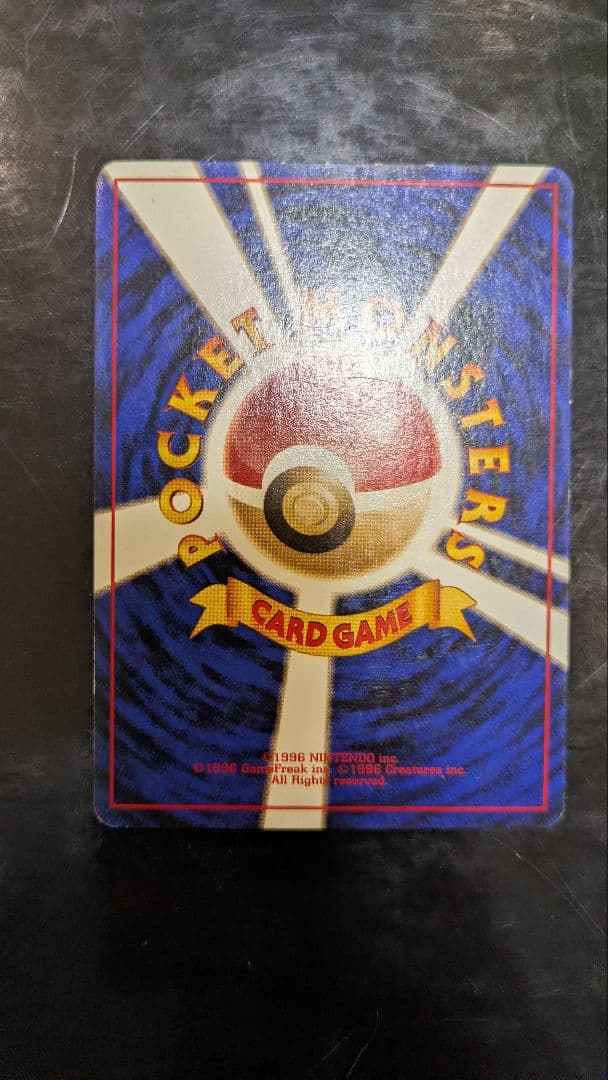 POCKET MONSTERS
CARD GAME
©1996 NINTENDO inc.
©1996 GameFreak inc. ©1996 Creatures inc.
All Rights reserved.